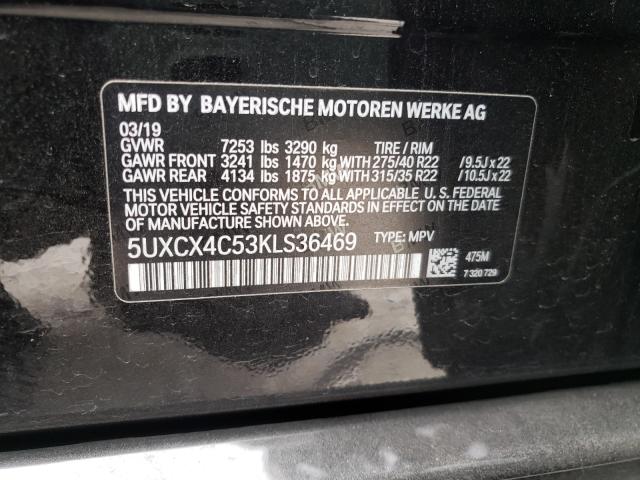 MFD BY BAYERISCHE MOTOREN WERKE AG
03/19
GVWR 7253 lbs 3290 kg TIRE / RIM
GAWR FRONT 3241 lbs 1470 kg WITH 275/40 R22 /9.5J x 22
GAWR REAR 4134 lbs 1875 kg WITH 315/35 R22 /10.5J x 22
THIS VEHICLE CONFORMS TO ALL APPLICABLE U. S. FEDERAL
MOTOR VEHICLE SAFETY STANDARDS IN EFFECT ON THE DATE
OF MANUFACTURE SHOWN ABOVE.
5UXCX4C53KLS36469 TYPE: MPV
475M
7 320 729